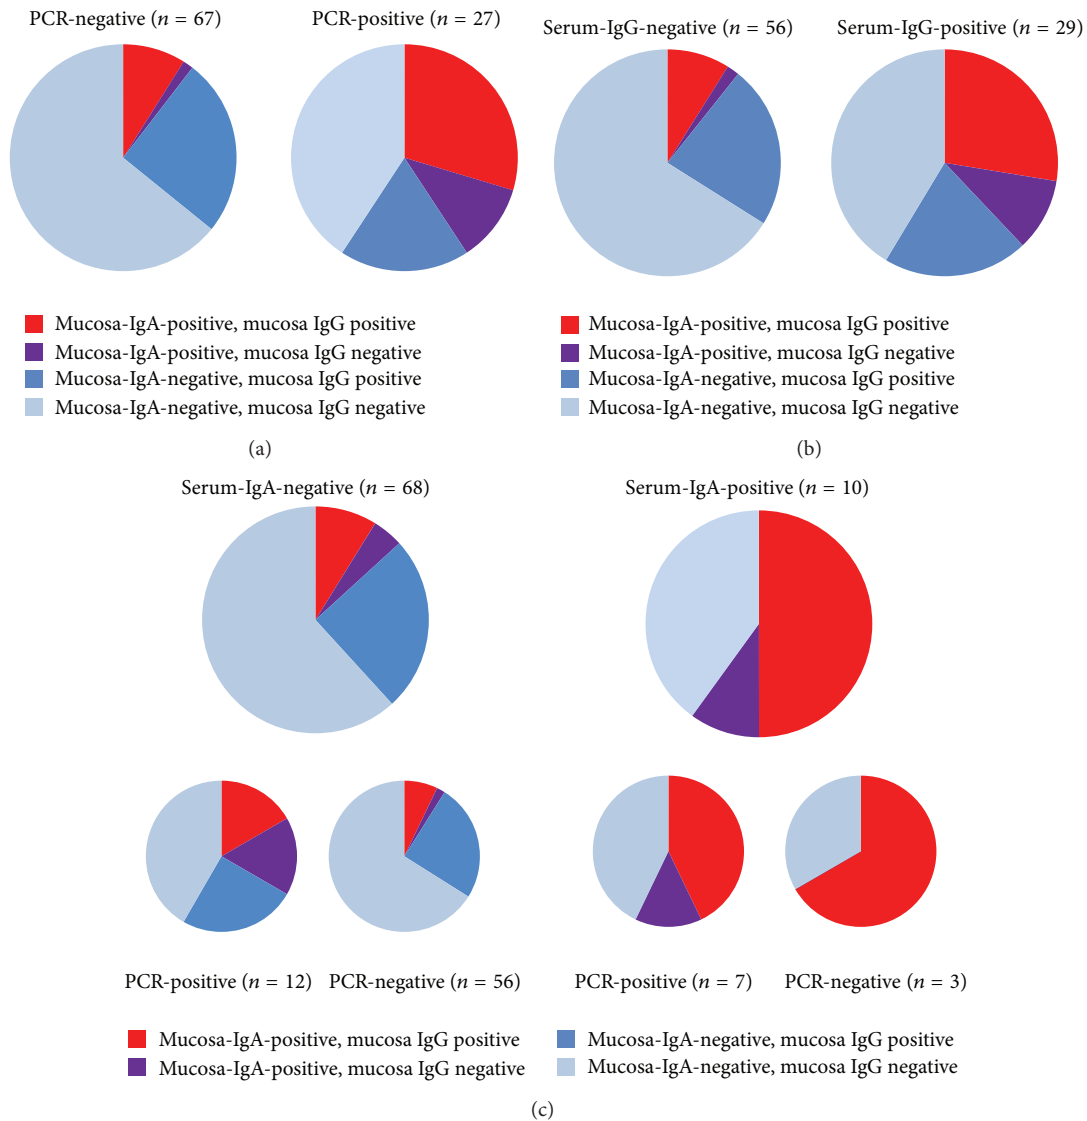 PCR-negative (n = 67)
PCR-positive (n = 27)
Mucosa-IgA-positive, mucosa IgG positive
Mucosa-IgA-positive, mucosa IgG negative
Mucosa-IgA-negative, mucosa IgG positive
Mucosa-IgA-negative, mucosa IgG negative
(a)
Serum-IgG-negative (n = 56)
Serum-IgG-positive (n = 29)
Mucosa-IgA-positive, mucosa IgG positive
Mucosa-IgA-positive, mucosa IgG negative
Mucosa-IgA-negative, mucosa IgG positive
Mucosa-IgA-negative, mucosa IgG negative
(b)
Serum-IgA-negative (n = 68)
Serum-IgA-positive (n = 10)
PCR-positive (n = 12)
PCR-negative (n = 56)
PCR-positive (n = 7)
PCR-negative (n = 3)
Mucosa-IgA-positive, mucosa IgG positive
Mucosa-IgA-positive, mucosa IgG negative
Mucosa-IgA-negative, mucosa IgG positive
Mucosa-IgA-negative, mucosa IgG negative
(c)